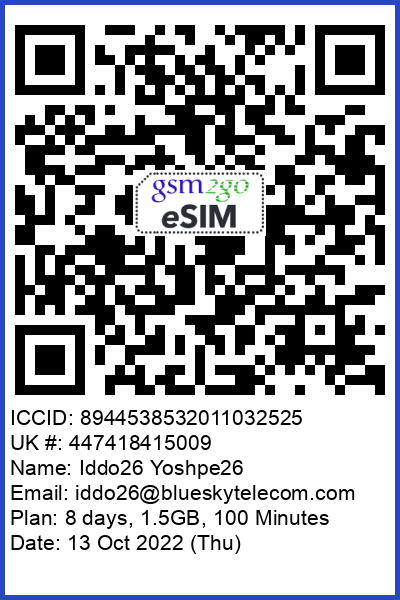 gsm2go
eSIM
ICCID: 8944538532011032525
UK #: 447418415009
Name: Iddo26 Yoshpe26
Email: iddo26@blueskytelecom.com
Plan: 8 days, 1.5GB, 100 Minutes
Date: 13 Oct 2022 (Thu)